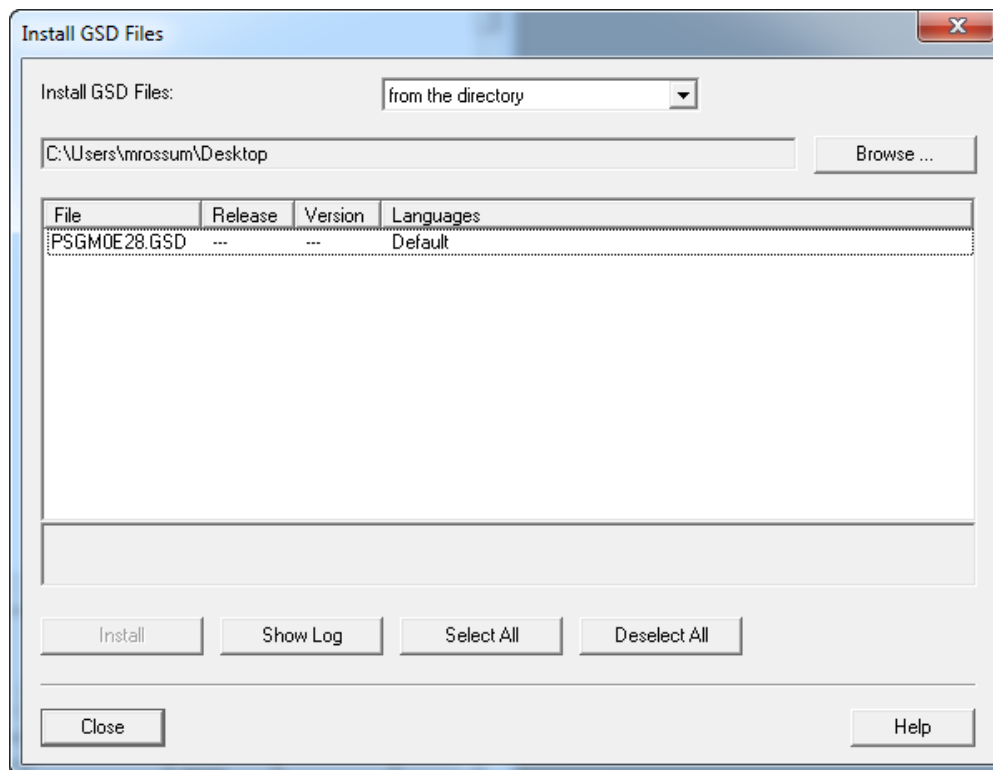 Install GSD Files
Install GSD Files: from the directory
C:\Users\mrossum\Desktop Browse ...
File Release Version Languages
PSGM0E28.GSD --- --- Default
Install Show Log Select All Deselect All
Close Help